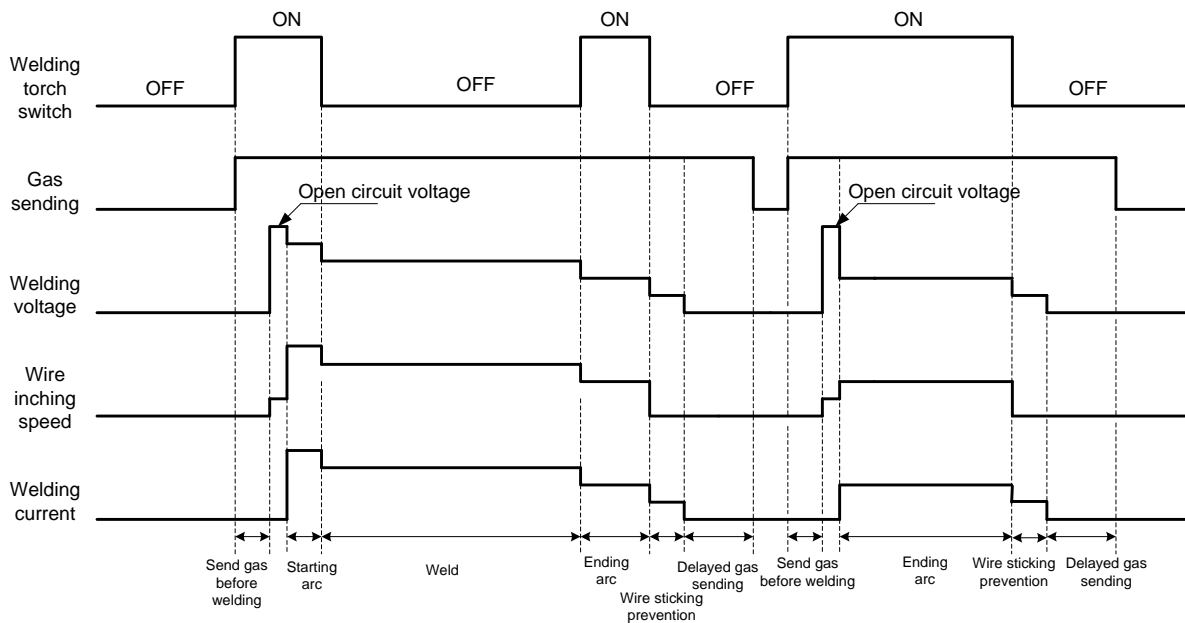 ON
ON
ON
Welding
torch
switch
OFF
OFF
OFF
OFF
Gas
sending
Open circuit voltage
Open circuit voltage
Welding
voltage
Wire
inching
speed
Welding
current
Send gas
before
welding
Starting
arc
Weld
Ending
arc
Wire sticking
prevention
Delayed gas
sending
Send gas
before welding
Ending
arc
Wire sticking
prevention
Delayed gas
sending